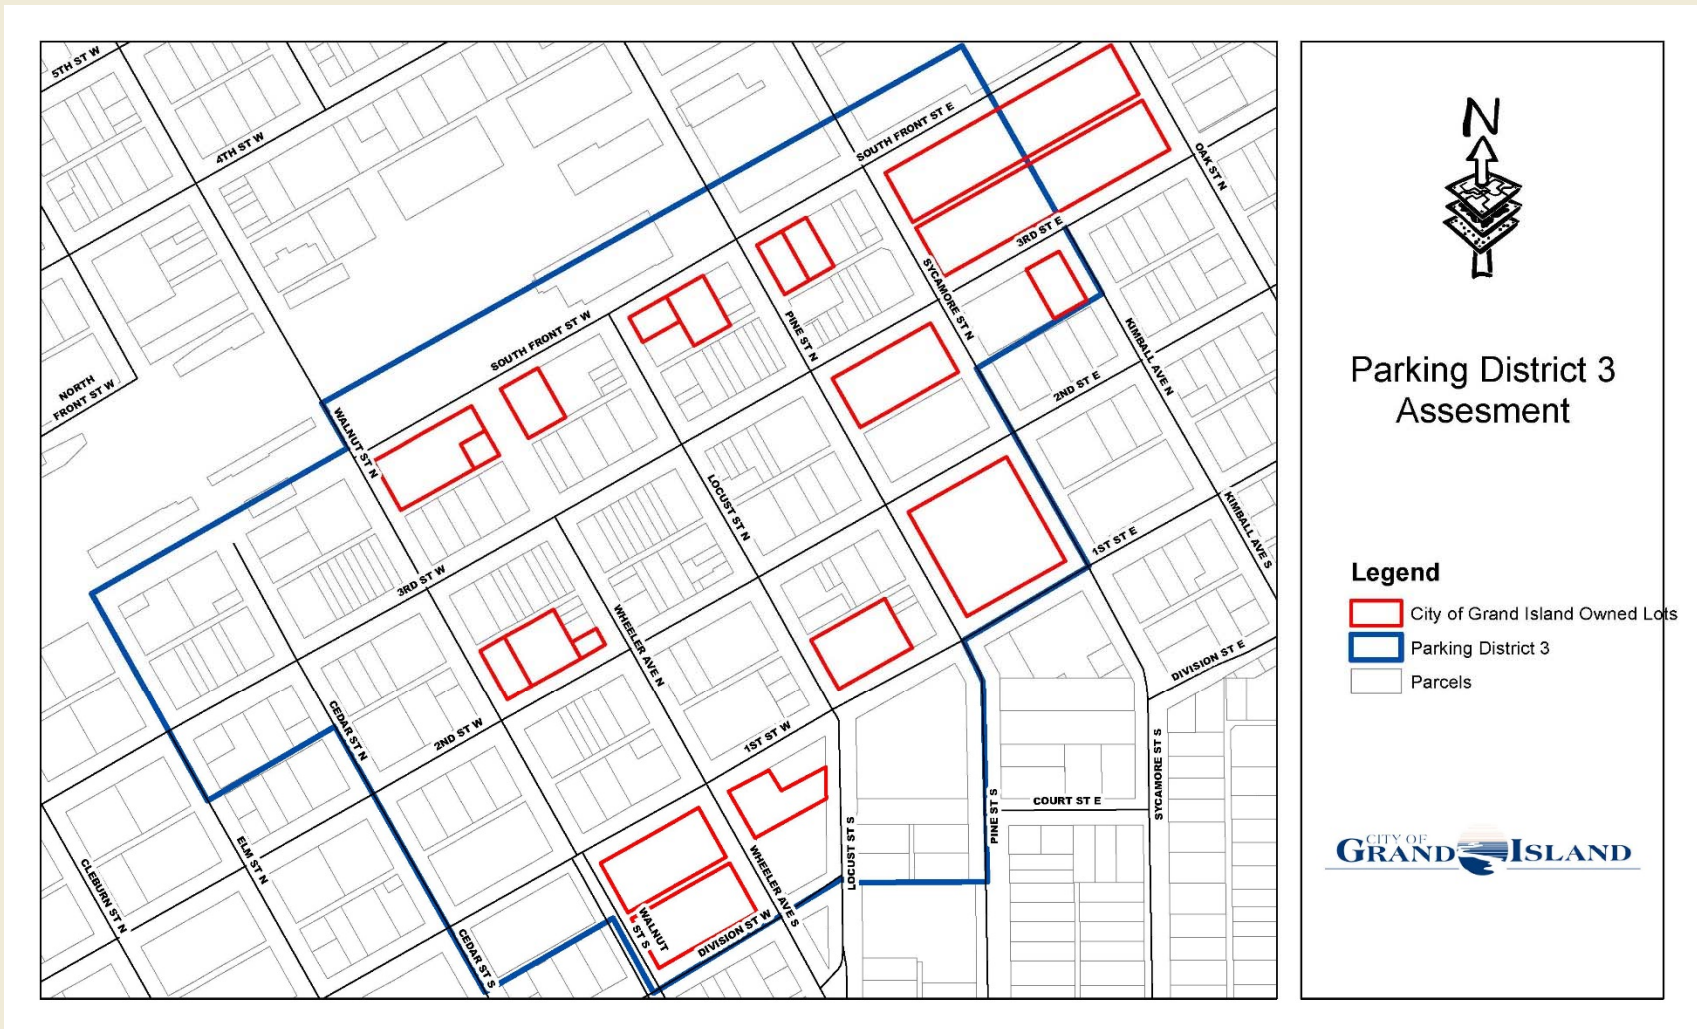 5TH ST W
4TH ST W
NORTH
FRONT ST W
WALNUT ST N
SOUTH FRONT ST W
SOUTH FRONT ST E
OAK ST N
3RD ST E
SYCAMORE ST N
PINE ST N
KIMBALL AVE N
2ND ST E
LOCUST ST N
KIMBALL AVE S
1ST ST E
3RD ST W
WHEELER AVE N
DIVISION ST E
CEDAR ST N
2ND ST W
1ST ST W
SYCAMORE ST S
COURT ST E
PINE ST S
LOCUST ST S
ELM ST N
CLEBURN ST N
WHEELER AVE S
WALNUT
ST S
DIVISION ST W
CEDAR ST S
N
Parking District 3
Assesment
Legend
City of Grand Island Owned Lots
Parking District 3
Parcels
CITY OF
GRAND ISLAND